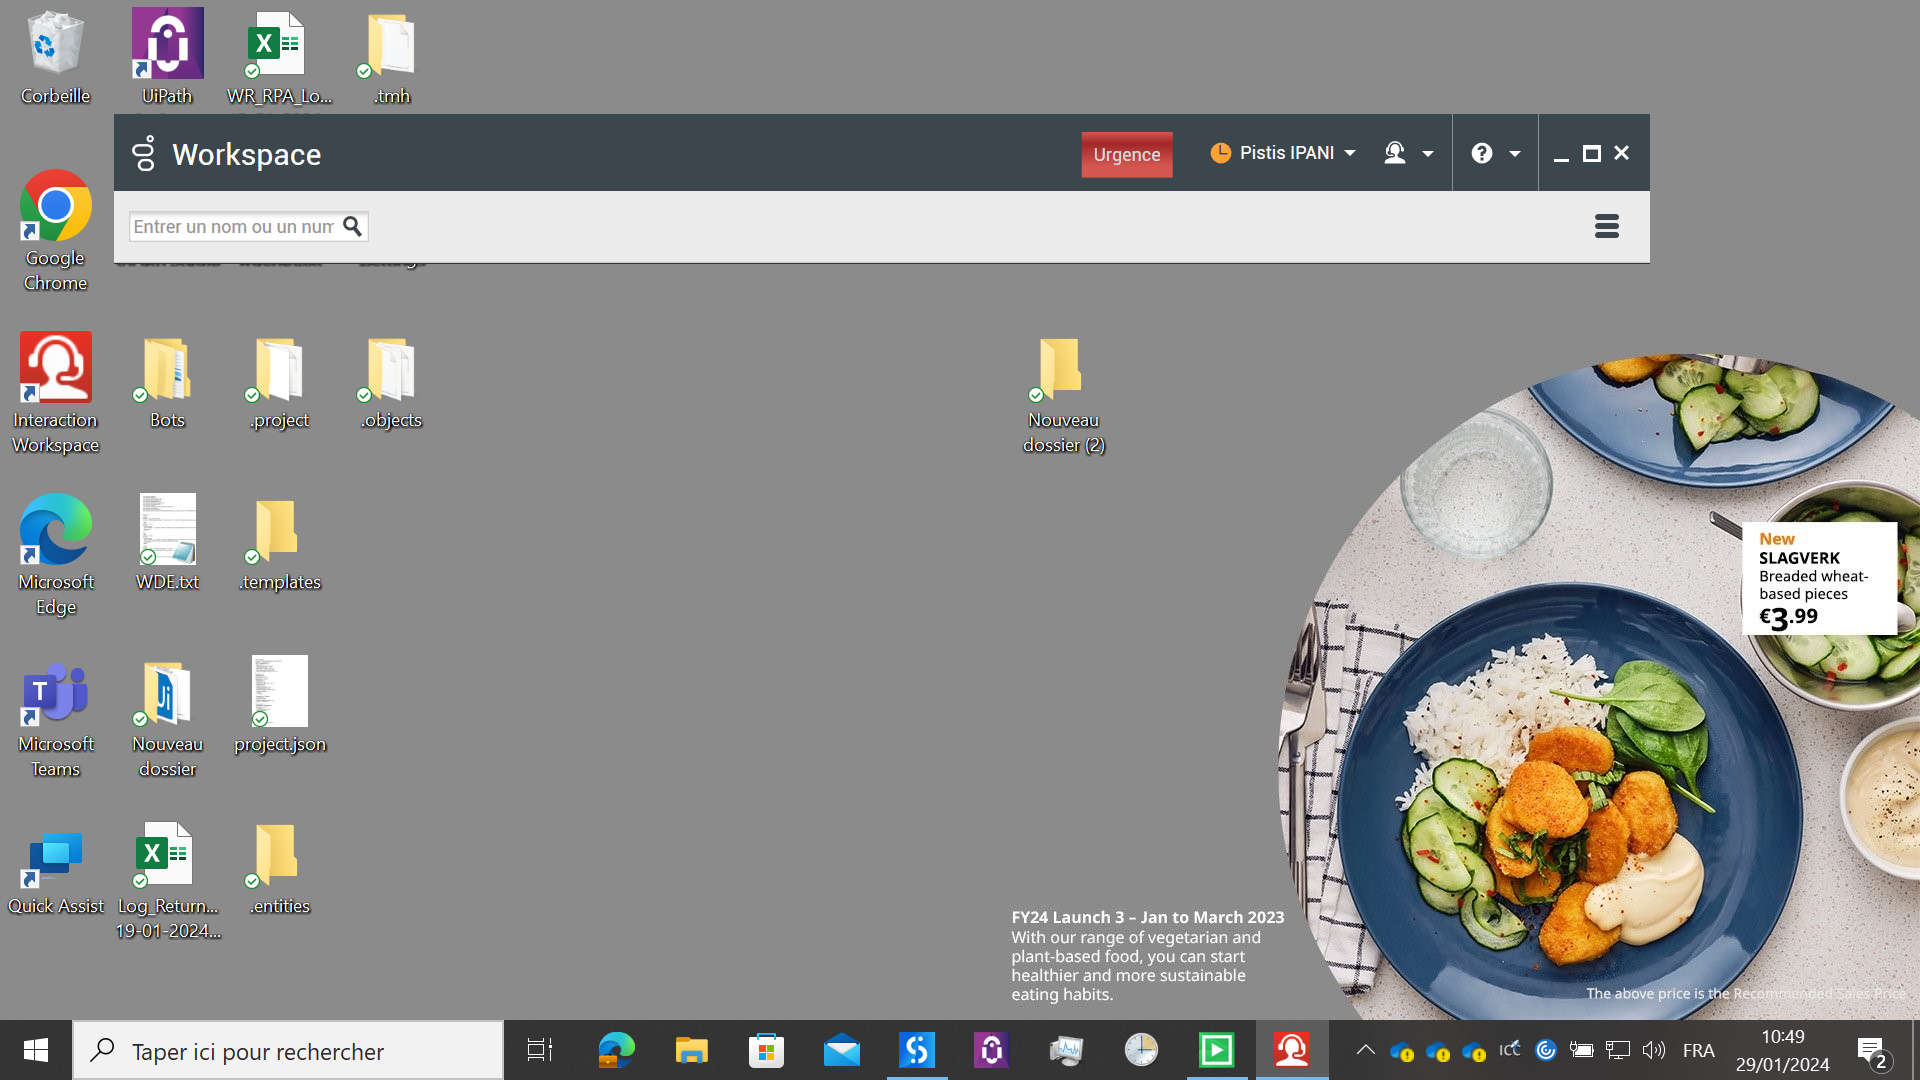 Corbeille
UiPath
WR_RPA_Lo...
.tmh
Workspace
Urgence
Pistis IPANI
Entrer un nom ou un num
Google
Chrome
Interaction
Workspace
Bots
.project
.objects
Nouveau
dossier (2)
Microsoft
Edge
WDE.txt
.templates
New
SLAGVERK
Breaded wheat-
based pieces
€3.99
Microsoft
Teams
Nouveau
dossier
project.json
Quick Assist
Log_Return...
19-01-2024...
.entities
FY24 Launch 3 – Jan to March 2023
With our range of vegetarian and
plant-based food, you can start
healthier and more sustainable
eating habits.
The above price is the Recommended Sales Price
Taper ici pour rechercher
ICC
FRA
10:49
29/01/2024
2